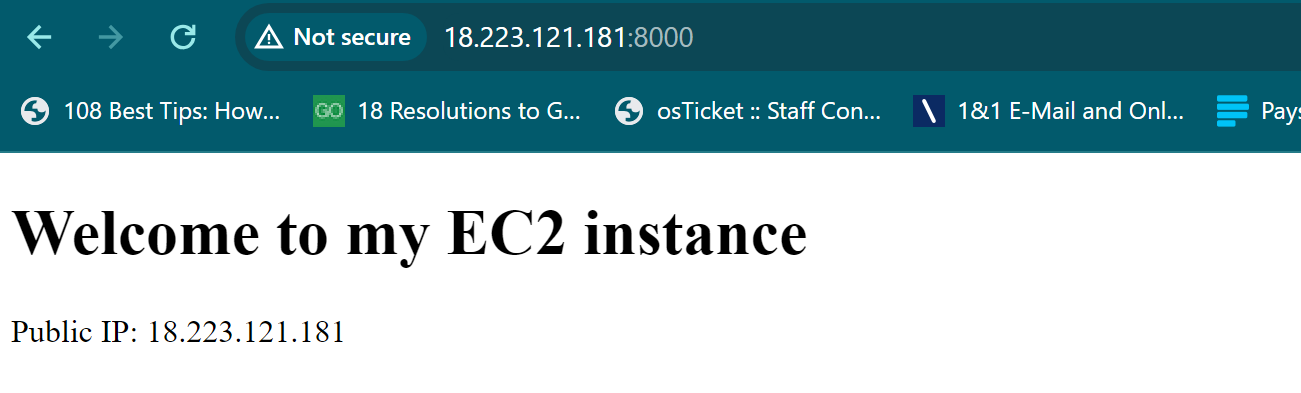 Not secure 18.223.121.181:8000
108 Best Tips: How... GO 18 Resolutions to G... osTicket :: Staff Con... 1&1 E-Mail and Onl... Pays
Welcome to my EC2 instance
Public IP: 18.223.121.181